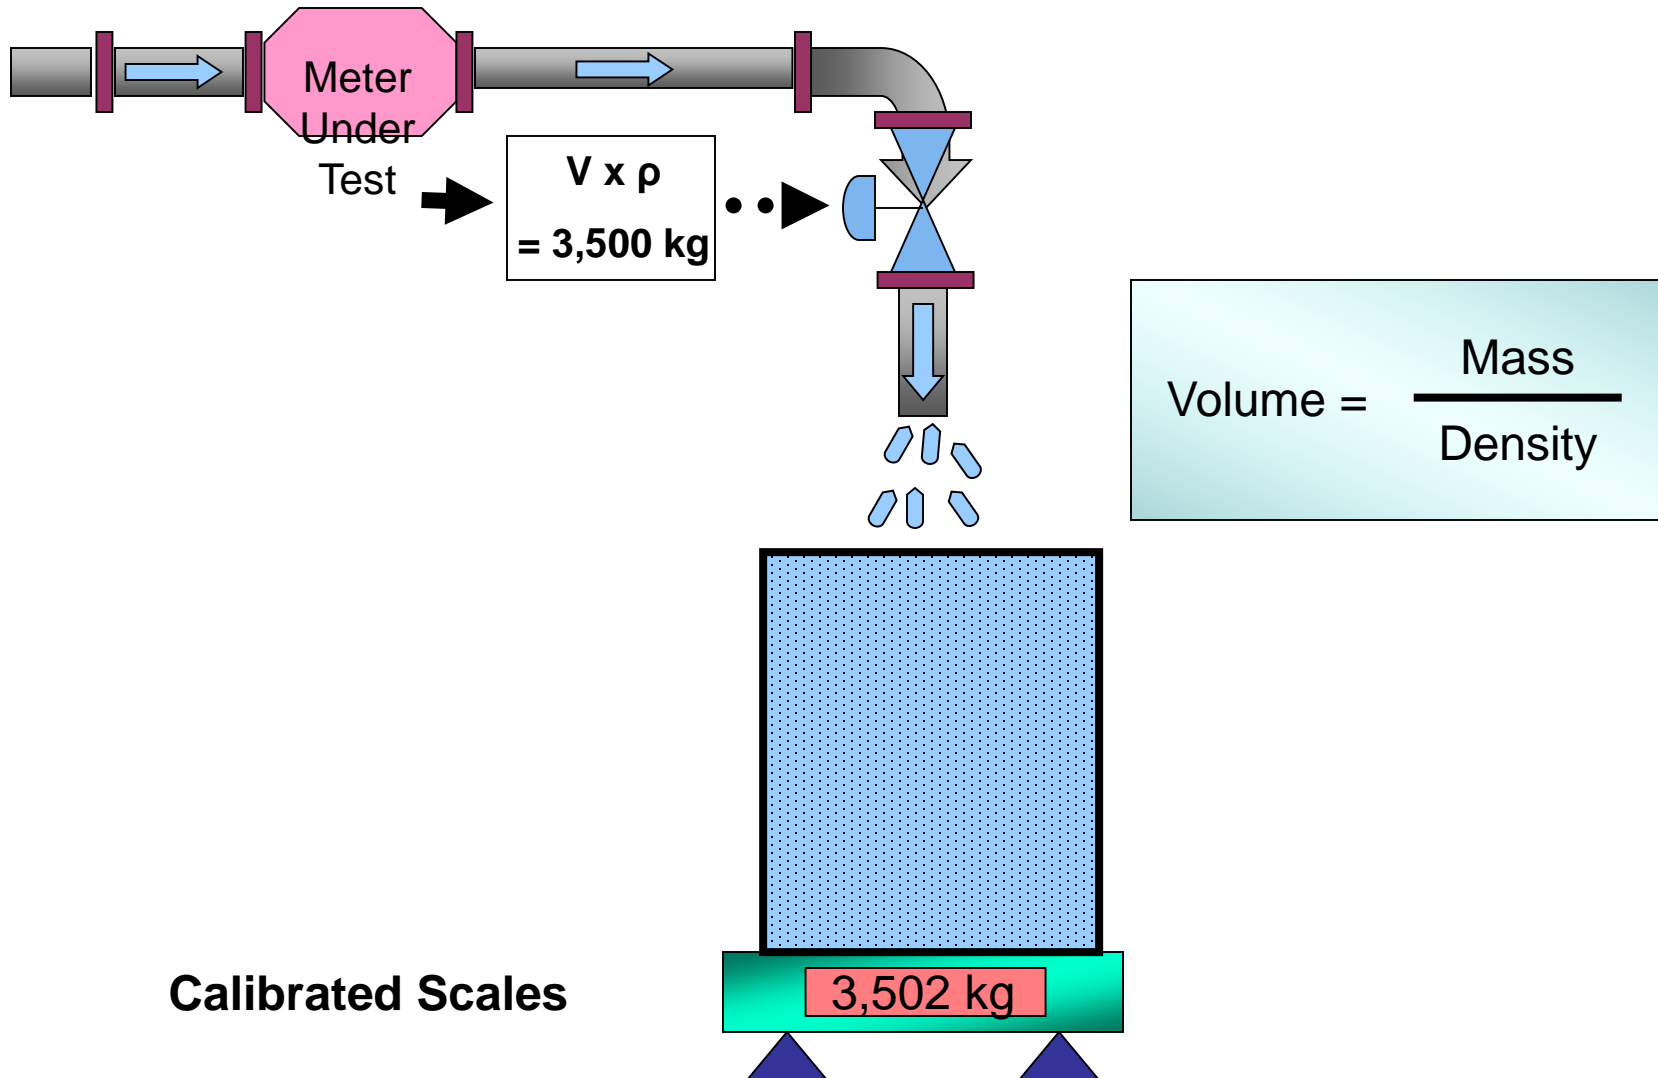 Meter
Under
Test
V x ρ
= 3,500 kg
Mass
Volume =
Density
Calibrated Scales
3,502 kg